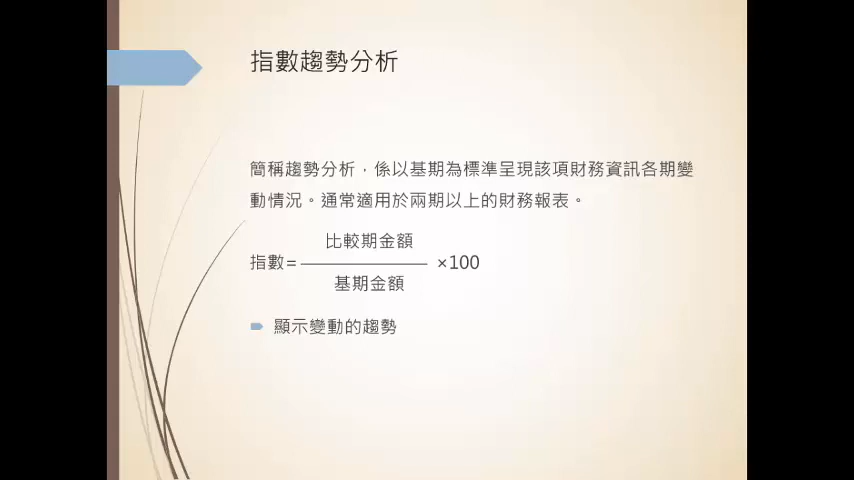 指數趨勢分析
簡稱趨勢分析，係以基期為標準呈現該項財務資訊各期變
動情況。通常適用於兩期以上的財務報表。
比較期金額
指數= ×100
基期金額
顯示變動的趨勢